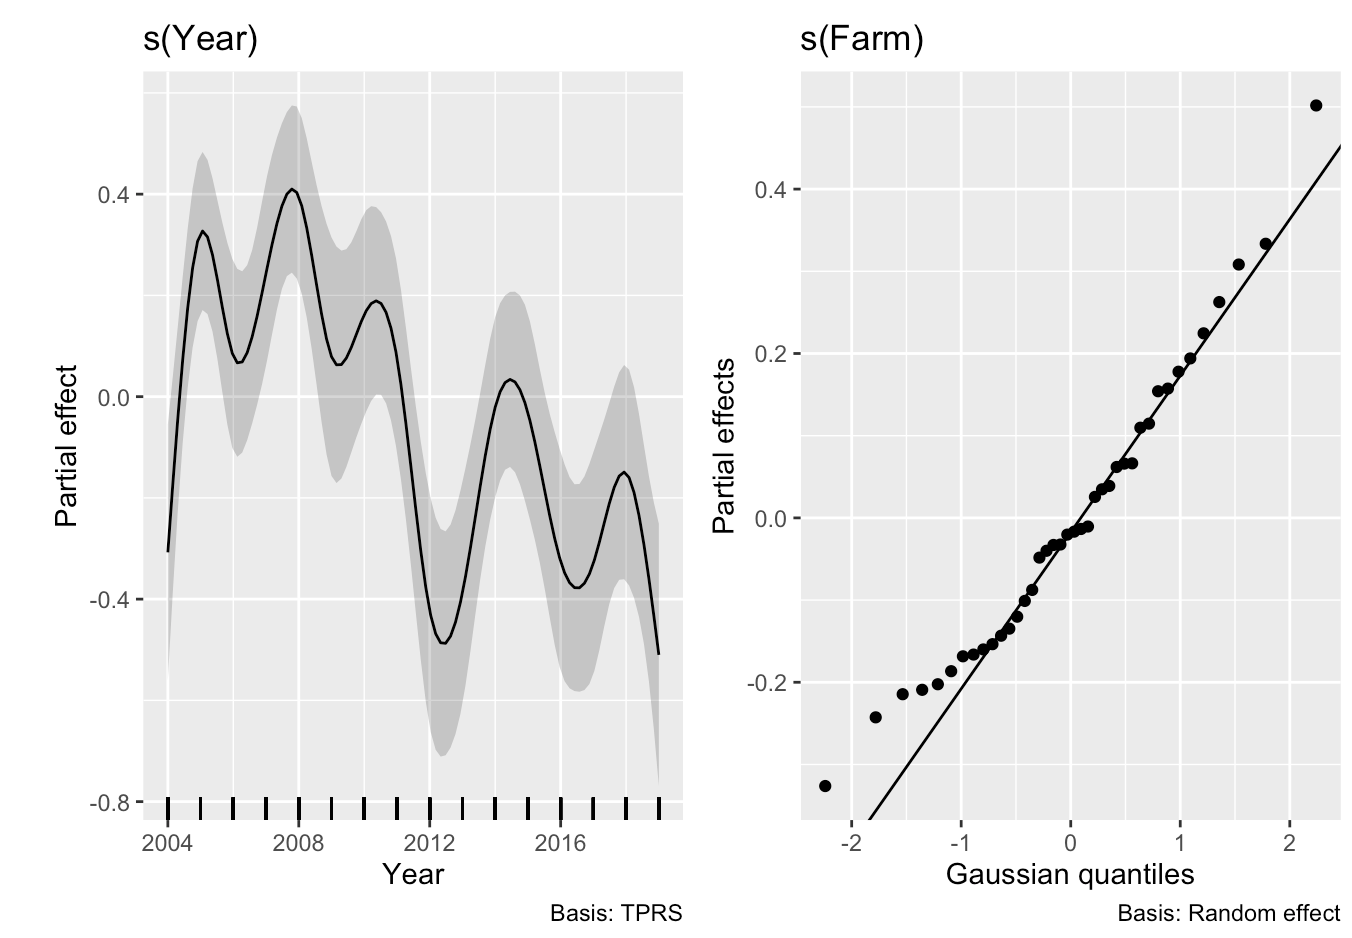 s(Year)
Partial effect
0.4
0.0
-0.4
-0.8
2004 2008 2012 2016
Year
Basis: TPRS
s(Farm)
Partial effects
0.4
0.2
0.0
-0.2
-2 -1 0 1 2
Gaussian quantiles
Basis: Random effect